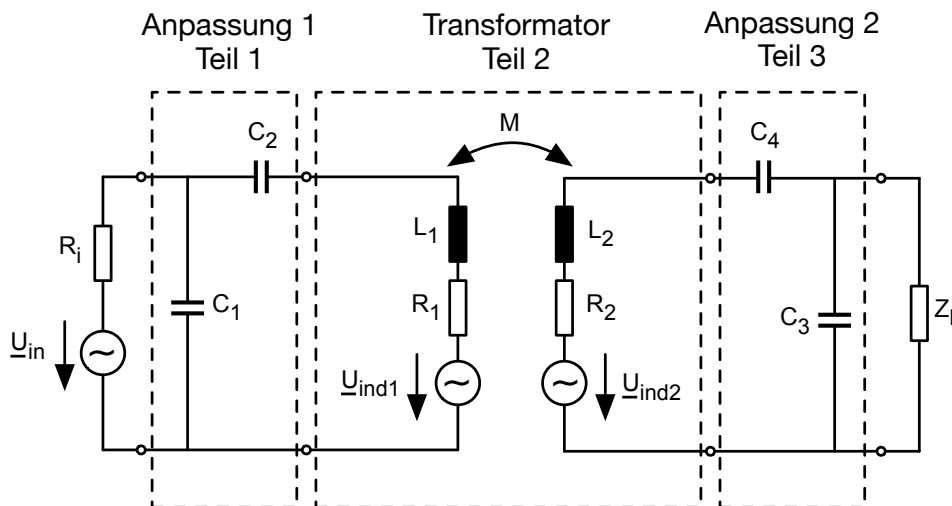 Anpassung 1
Teil 1
Transformator
Teil 2
Anpassung 2
Teil 3
C2
M
C4
Ri
C1
L1
R1
L2
R2
C3
Uin
Uind1
Uind2